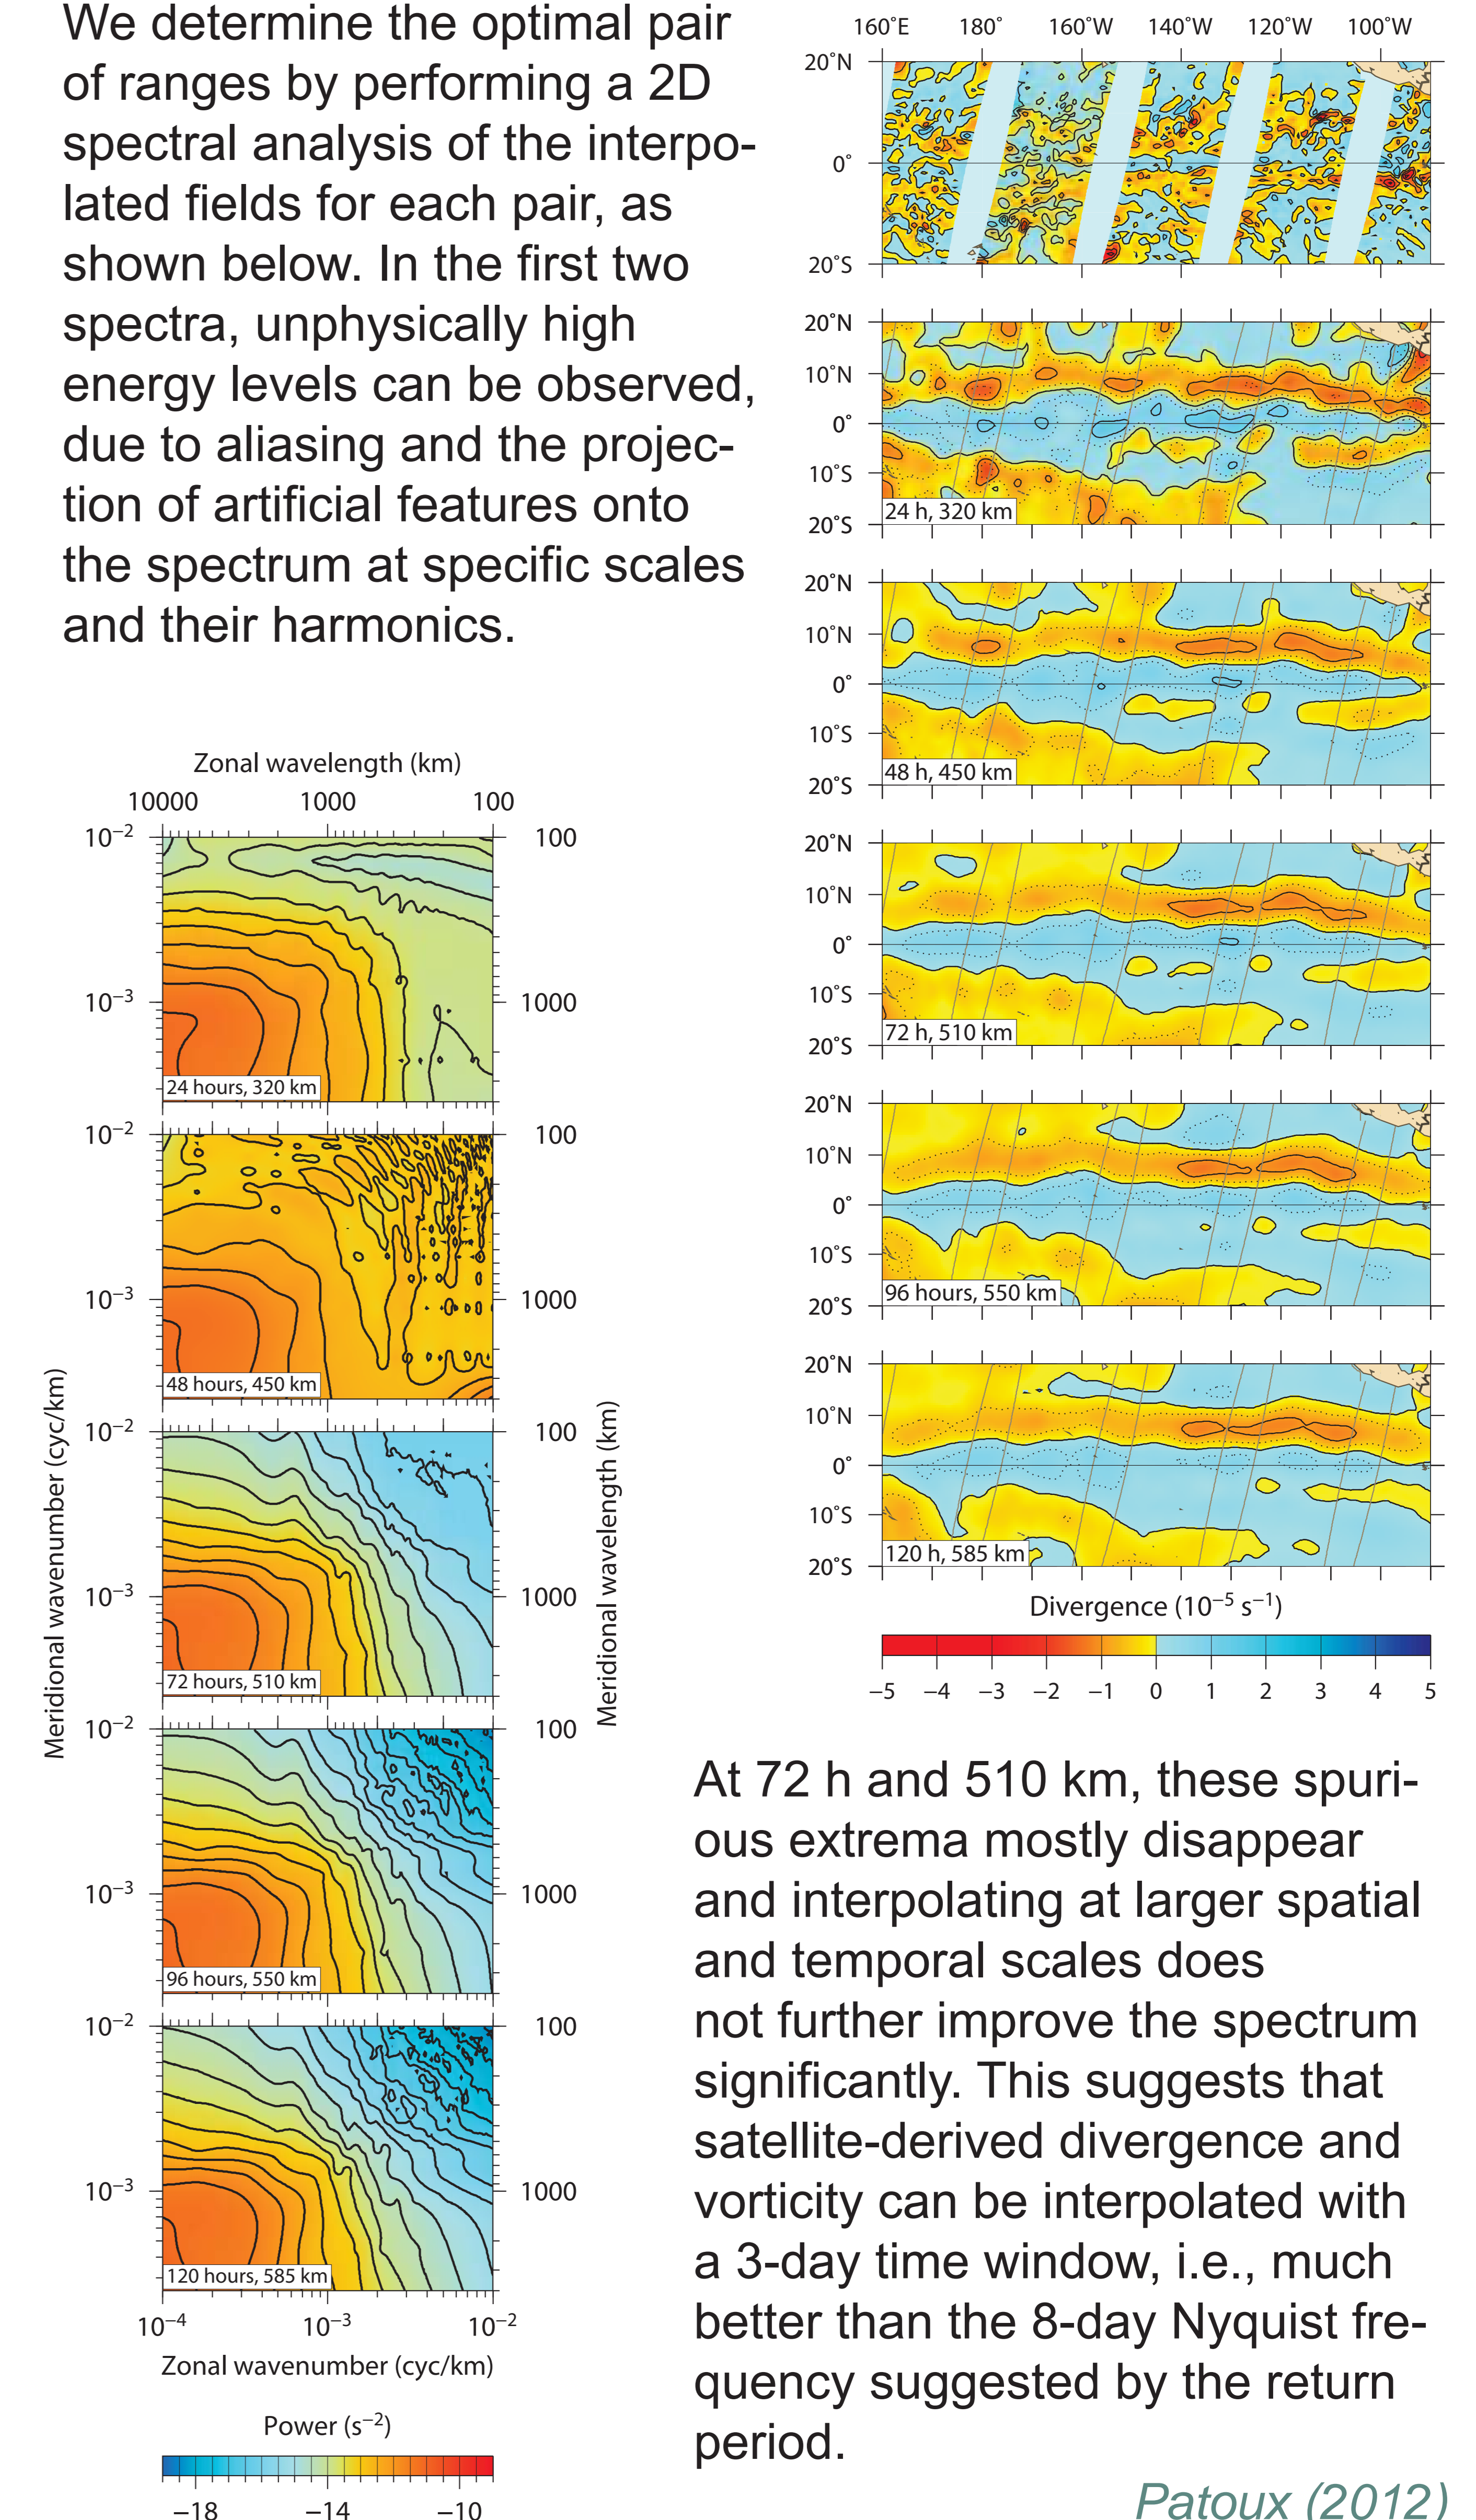 We determine the optimal pair
of ranges by performing a 2D
spectral analysis of the interpo-
lated fields for each pair, as
shown below. In the first two
spectra, unphysically high
energy levels can be observed,
due to aliasing and the projec-
tion of artificial features onto
the spectrum at specific scales
and their harmonics.
Zonal wavelength (km)
10000 1000 100
10−2 100
10−3 1000
24 hours, 320 km
10−2 100
10−3 1000
48 hours, 450 km
10−2 100
10−3 1000
72 hours, 510 km
10−2 100
10−3 1000
96 hours, 550 km
10−2 100
10−3 1000
120 hours, 585 km
10−4 10−3 10−2
Zonal wavenumber (cyc/km)
Meridional wavenumber (cyc/km)
Meridional wavelength (km)
Power (s−2)
−18 −14 −10
160°E 180° 160°W 140°W 120°W 100°W
20°N
0°
20°S
20°N
10°N
0°
10°S
20°S
24 h, 320 km
20°N
10°N
0°
10°S
20°S
48 h, 450 km
20°N
10°N
0°
10°S
20°S
72 h, 510 km
20°N
10°N
0°
10°S
20°S
96 hours, 550 km
20°N
10°N
0°
10°S
20°S
120 h, 585 km
Divergence (10−5 s−1)
−5 −4 −3 −2 −1 0 1 2 3 4 5
At 72 h and 510 km, these spuri-
ous extrema mostly disappear
and interpolating at larger spatial
and temporal scales does
not further improve the spectrum
significantly. This suggests that
satellite-derived divergence and
vorticity can be interpolated with
a 3-day time window, i.e., much
better than the 8-day Nyquist fre-
quency suggested by the return
period.
Patoux (2012)